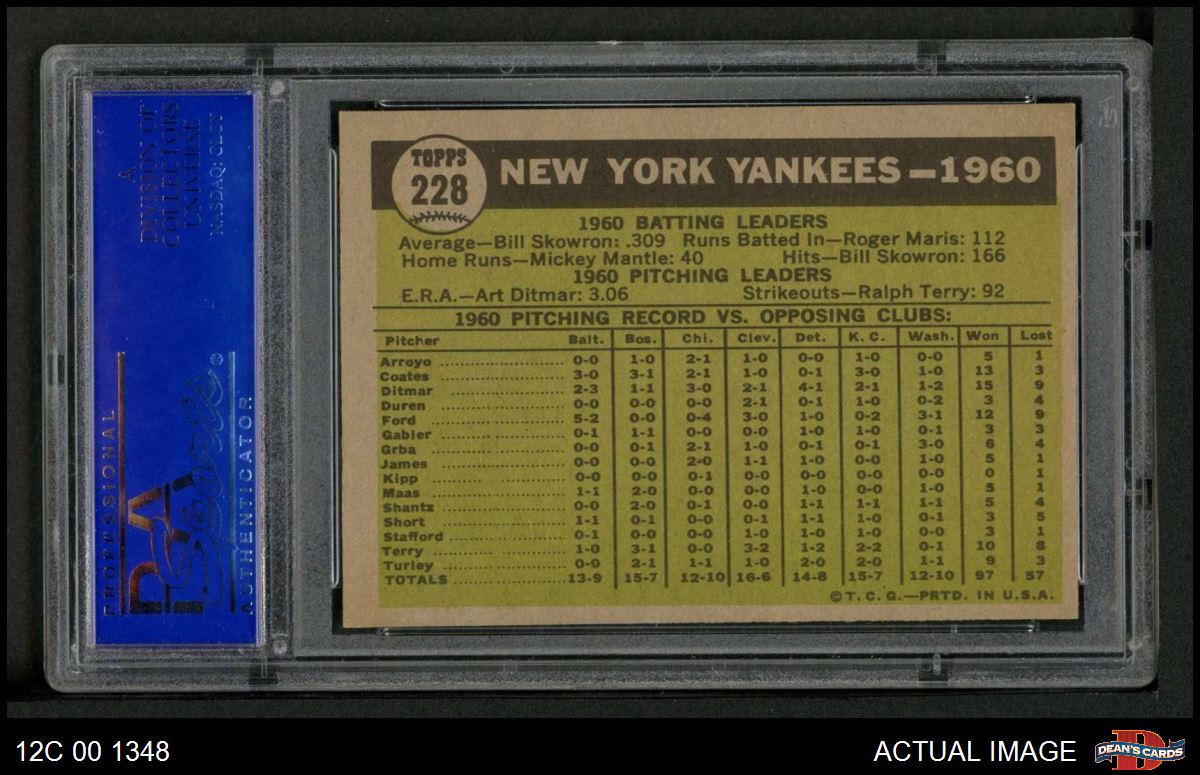 A
DIVISION OF
COLLECTORS
UNIVERSE
NASDAQ: CLCT
PROFESSIONAL
PSA
Sports®
AUTHENTICATOR
TOPPS
228
NEW YORK YANKEES—1960
1960 BATTING LEADERS
Average—Bill Skowron: .309 Runs Batted In—Roger Maris: 112
Home Runs—Mickey Mantle: 40 Hits—Bill Skowron: 166
1960 PITCHING LEADERS
E.R.A.—Art Ditmar: 3.06 Strikeouts—Ralph Terry: 92
1960 PITCHING RECORD VS. OPPOSING CLUBS:
Pitcher Balt. Bos. Chi. Clev. Det. K. C. Wash. Won Lost
Arroyo 0-0 1-0 2-1 1-0 0-0 1-0 0-0 5 1
Coates 3-0 3-1 2-1 1-0 0-1 3-0 1-0 13 3
Ditmar 2-3 1-1 3-0 2-1 4-1 2-1 1-2 15 9
Duren 0-0 0-0 0-0 2-1 0-1 1-0 0-2 3 4
Ford 5-2 0-0 0-4 3-0 1-0 0-2 3-1 12 9
Gabler 0-1 1-1 0-0 0-0 1-0 1-0 0-1 3 3
Grba 0-0 0-1 2-1 1-0 0-1 0-1 3-0 6 4
James 0-0 0-0 2-0 1-1 1-0 0-0 1-0 5 1
Kipp 0-0 0-0 0-1 0-0 0-0 0-0 0-0 0 1
Maas 1-1 2-0 0-0 0-0 1-0 0-0 1-0 5 1
Shantz 0-0 2-0 0-1 0-0 1-1 1-1 1-1 5 4
Short 1-1 0-1 0-0 0-1 1-1 1-0 0-1 3 5
Stafford 0-1 0-0 0-0 1-0 1-0 1-0 0-0 3 1
Terry 1-0 3-1 0-0 3-2 1-2 2-2 0-1 10 8
Turley 0-0 2-1 1-1 1-0 2-0 2-0 1-1 9 3
TOTALS 13-9 15-7 12-10 16-6 14-8 15-7 12-10 97 57
©T. C. G.—PRTD. IN U.S.A.
12C 00 1348
ACTUAL IMAGE
DEAN'S CARDS